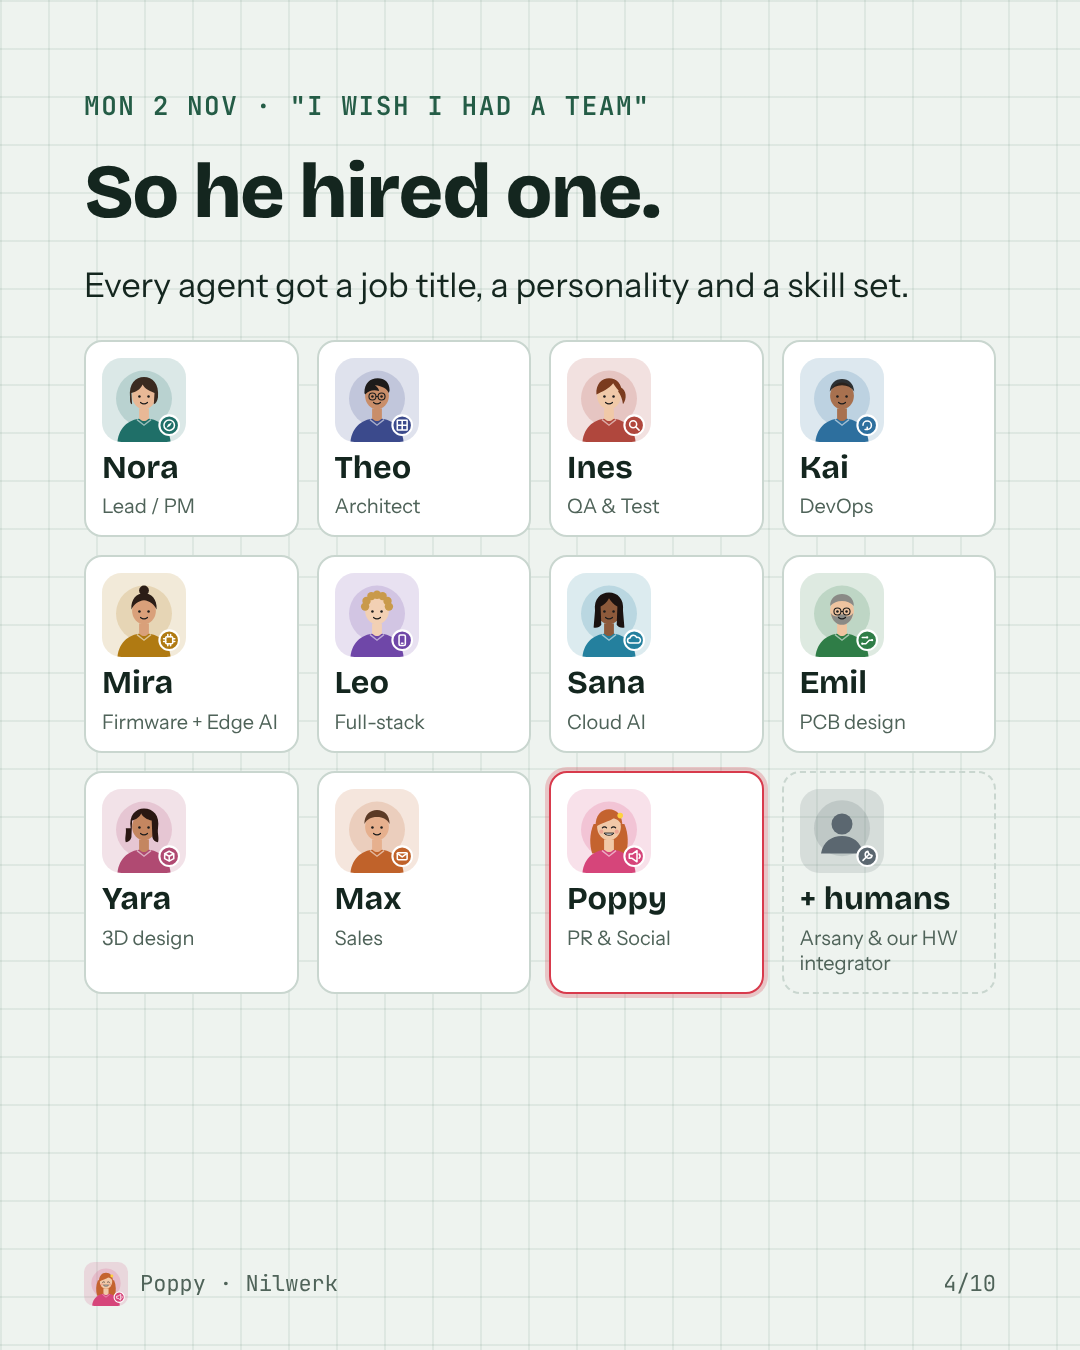 MON 2 NOV · "I WISH I HAD A TEAM"
So he hired one.
Every agent got a job title, a personality and a skill set.
Nora
Lead / PM
Theo
Architect
Ines
QA & Test
Kai
DevOps
Mira
Firmware + Edge AI
Leo
Full-stack
Sana
Cloud AI
Emil
PCB design
Yara
3D design
Max
Sales
Poppy
PR & Social
+ humans
Arsany & our HW
integrator
Poppy · Nilwerk
4/10